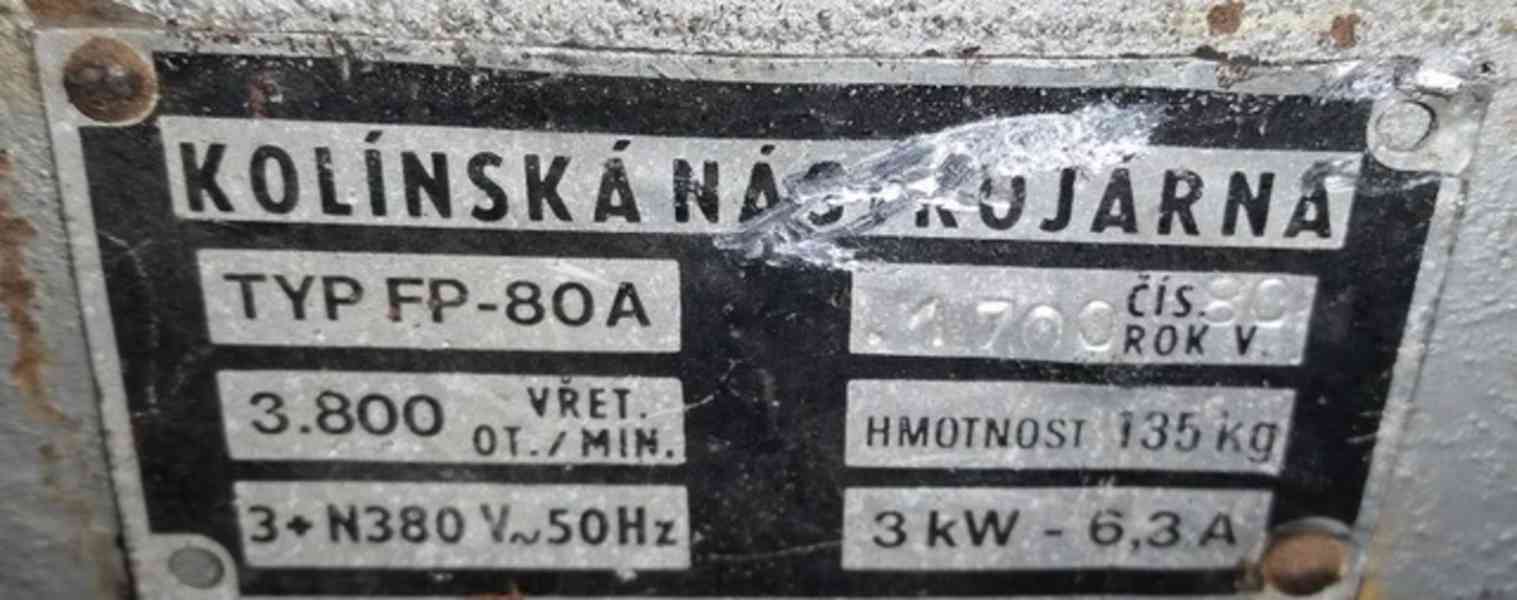 KOLÍNSKÁ NÁSTROJÁRNA
TYP FP-80A
ČÍS.
ROK V.
3.800 VŘET. OT./MIN.
HMOTNOST 135 kg
3+N380 V~50Hz
3 kW - 6,3 A